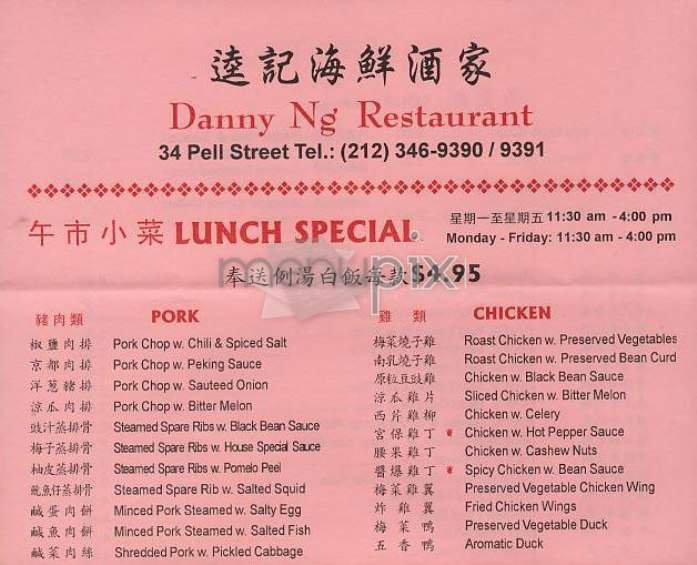 逵記海鮮酒家
Danny Ng Restaurant
34 Pell Street Tel.: (212) 346-9390 / 9391
午市小菜 LUNCH SPECIAL
星期一至星期五 11:30 am - 4:00 pm
Monday - Friday: 11:30 am - 4:00 pm
奉送例湯白飯每款 $4.95
menupix
豬肉類 PORK
椒鹽肉排 Pork Chop w. Chili & Spiced Salt
京都肉排 Pork Chop w. Peking Sauce
洋葱豬排 Pork Chop w. Sauteed Onion
涼瓜肉排 Pork Chop w. Bitter Melon
豉汁蒸排骨 Steamed Spare Ribs w. Black Bean Sauce
梅子蒸排骨 Steamed Spare Ribs w. House Special Sauce
柚皮蒸排骨 Steamed Spare Ribs w. Pomelo Peel
魷魚仔蒸排骨 Steamed Spare Rib w. Salted Squid
鹹蛋肉餅 Minced Pork Steamed w. Salty Egg
鹹魚肉餅 Minced Pork Steamed w. Salted Fish
鹹菜肉絲 Shredded Pork w. Pickled Cabbage
雞類 CHICKEN
梅菜燒子雞 Roast Chicken w. Preserved Vegetables
南乳燒子雞 Roast Chicken w. Preserved Bean Curd
原粒豆豉雞 Chicken w. Black Bean Sauce
涼瓜雞片 Sliced Chicken w. Bitter Melon
西芹雞柳 Chicken w. Celery
宮保雞丁 Chicken w. Hot Pepper Sauce
腰果雞丁 Chicken w. Cashew Nuts
醬爆雞丁 Spicy Chicken w. Bean Sauce
梅菜雞翼 Preserved Vegetable Chicken Wing
炸雞翼 Fried Chicken Wings
梅菜鴨 Preserved Vegetable Duck
五香鴨 Aromatic Duck